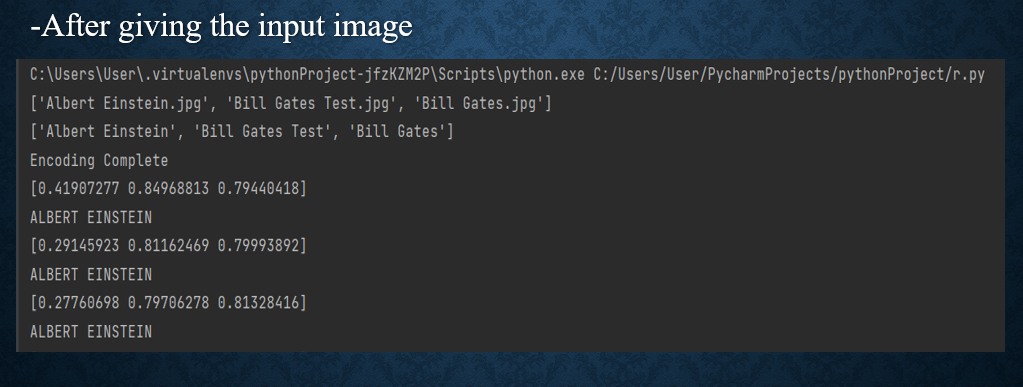 -After giving the input image
C:\Users\User\.virtualenvs\pythonProject-jfzKZM2P\Scripts\python.exe C:/Users/User/PycharmProjects/pythonProject/r.py
['Albert Einstein.jpg', 'Bill Gates Test.jpg', 'Bill Gates.jpg']
['Albert Einstein', 'Bill Gates Test', 'Bill Gates']
Encoding Complete
[0.41907277 0.84968813 0.79440418]
ALBERT EINSTEIN
[0.29145923 0.81162469 0.79993892]
ALBERT EINSTEIN
[0.27760698 0.79706278 0.81328416]
ALBERT EINSTEIN